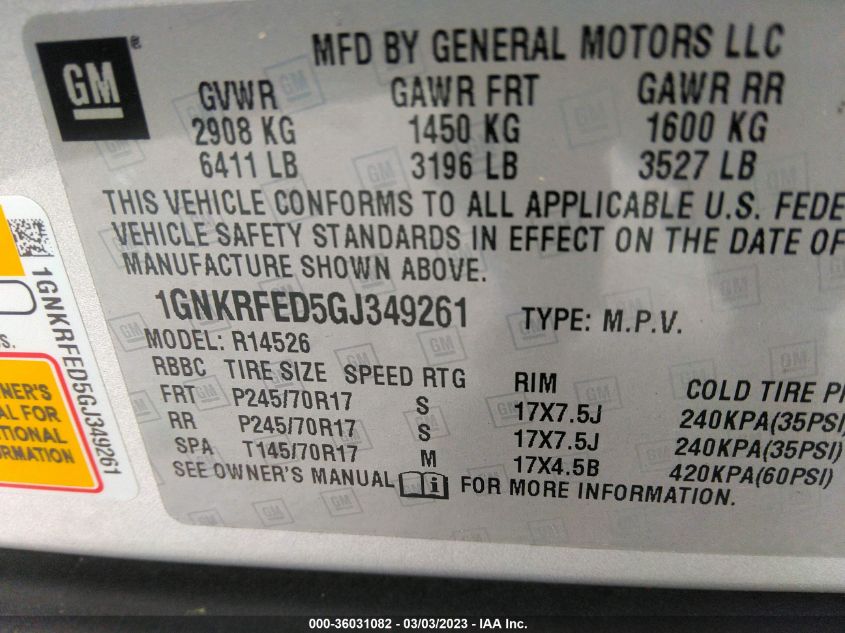 GM ® MFD BY GENERAL MOTORS LLC
GVWR GAWR FRT GAWR RR
2908 KG 1450 KG 1600 KG
6411 LB 3196 LB 3527 LB
THIS VEHICLE CONFORMS TO ALL APPLICABLE U.S. FEDE
VEHICLE SAFETY STANDARDS IN EFFECT ON THE DATE OF
MANUFACTURE SHOWN ABOVE.
1GNKRFED5GJ349261 TYPE: M.P.V.
MODEL: R14526
RBBC TIRE SIZE SPEED RTG RIM COLD TIRE P
FRT P245/70R17 S 17X7.5J 240KPA(35PSI)
RR P245/70R17 S 17X7.5J 240KPA(35PSI)
SPA T145/70R17 M 17X4.5B 420KPA(60PSI)
SEE OWNER'S MANUAL FOR MORE INFORMATION.
1GNKRFED5GJ349261
S.
WNER'S
AL FOR
TIONAL
RMATION
000-36031082 - 03/03/2023 - © IAA Inc.